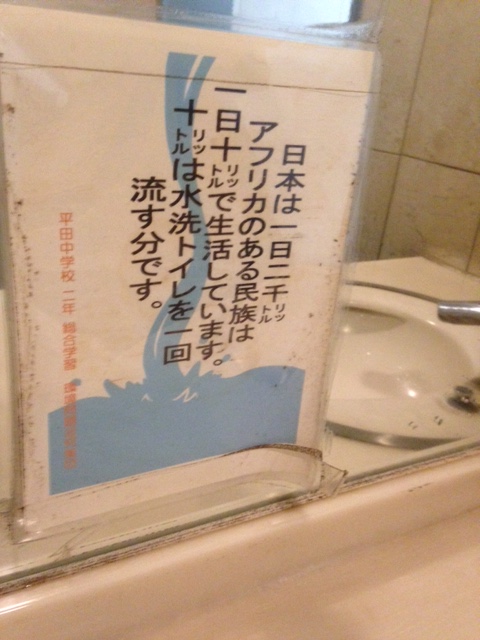 日本は一日二千リットル
アフリカのある民族は
一日十リットルで生活しています。
十リットルは水洗トイレを一回
流す分です。
平田中学校 二年 総合学習